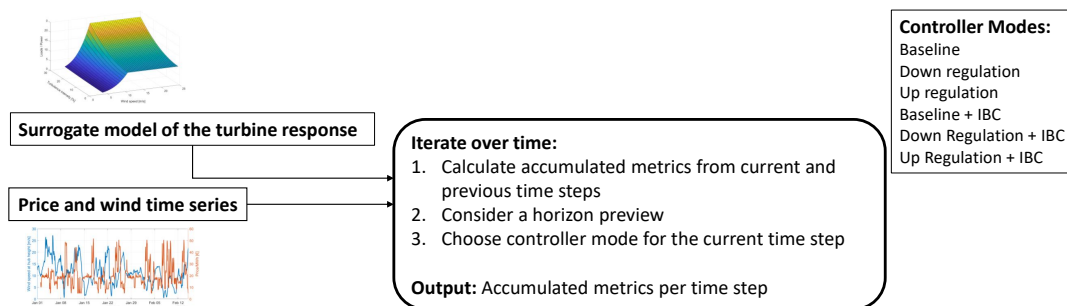 Surrogate model of the turbine response
Price and wind time series
Jan 01
Iterate over time:
1. Calculate accumulated metrics from current and
previous time steps
2. Consider a horizon preview
3. Choose controller mode for the current time step
Output: Accumulated metrics per time step
Controller Modes:
Baseline
Down regulation
Up regulation
Baseline + IBC
Down Regulation + IBC
Up Regulation + IBC